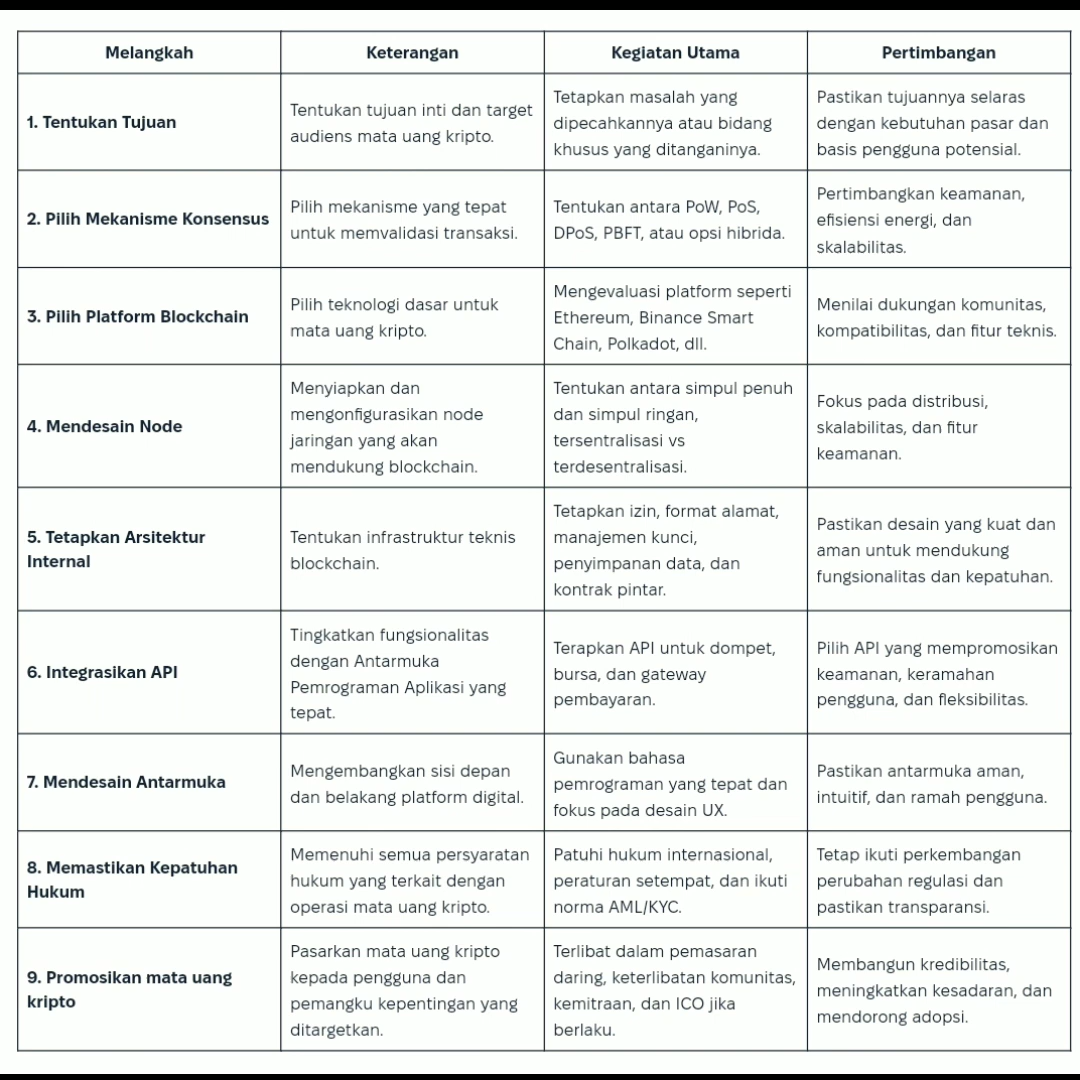 Melangkah
Keterangan
Kegiatan Utama
Pertimbangan
1. Tentukan Tujuan
Tentukan tujuan inti dan target
audiens mata uang kripto.
Tetapkan masalah yang
dipecahkannya atau bidang
khusus yang ditanganinya.
Pastikan tujuannya selaras
dengan kebutuhan pasar dan
basis pengguna potensial.
2. Pilih Mekanisme Konsensus
Pilih mekanisme yang tepat
untuk memvalidasi transaksi.
Tentukan antara PoW, PoS,
DPoS, PBFT, atau opsi hibrida.
Pertimbangkan keamanan,
efisiensi energi, dan
skalabilitas.
3. Pilih Platform Blockchain
Pilih teknologi dasar untuk
mata uang kripto.
Mengevaluasi platform seperti
Ethereum, Binance Smart
Chain, Polkadot, dll.
Menilai dukungan komunitas,
kompatibilitas, dan fitur teknis.
4. Mendesain Node
Menyiapkan dan
mengonfigurasikan node
jaringan yang akan
mendukung blockchain.
Tentukan antara simpul penuh
dan simpul ringan,
tersentralisasi vs
terdesentralisasi.
Fokus pada distribusi,
skalabilitas, dan fitur
keamanan.
5. Tetapkan Arsitektur
Internal
Tentukan infrastruktur teknis
blockchain.
Tetapkan izin, format alamat,
manajemen kunci,
penyimpanan data, dan
kontrak pintar.
Pastikan desain yang kuat dan
aman untuk mendukung
fungsionalitas dan kepatuhan.
6. Integrasikan API
Tingkatkan fungsionalitas
dengan Antarmuka
Pemrograman Aplikasi yang
tepat.
Terapkan API untuk dompet,
bursa, dan gateway
pembayaran.
Pilih API yang mempromosikan
keamanan, keramahan
pengguna, dan fleksibilitas.
7. Mendesain Antarmuka
Mengembangkan sisi depan
dan belakang platform digital.
Gunakan bahasa
pemrograman yang tepat dan
fokus pada desain UX.
Pastikan antarmuka aman,
intuitif, dan ramah pengguna.
8. Memastikan Kepatuhan
Hukum
Memenuhi semua persyaratan
hukum yang terkait dengan
operasi mata uang kripto.
Patuhi hukum internasional,
peraturan setempat, dan ikuti
norma AML/KYC.
Tetap ikuti perkembangan
perubahan regulasi dan
pastikan transparansi.
9. Promosikan mata uang
kripto
Pasarkan mata uang kripto
kepada pengguna dan
pemangku kepentingan yang
ditargetkan.
Terlibat dalam pemasaran
daring, keterlibatan komunitas,
kemitraan, dan ICO jika
berlaku.
Membangun kredibilitas,
meningkatkan kesadaran, dan
mendorong adopsi.